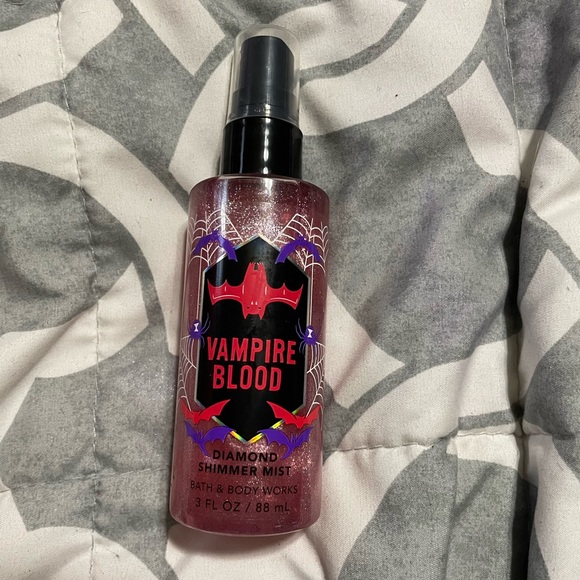 VAMPIRE
BLOOD
DIAMOND
SHIMMER MIST
BATH & BODY WORKS
3 FL OZ / 88 mL